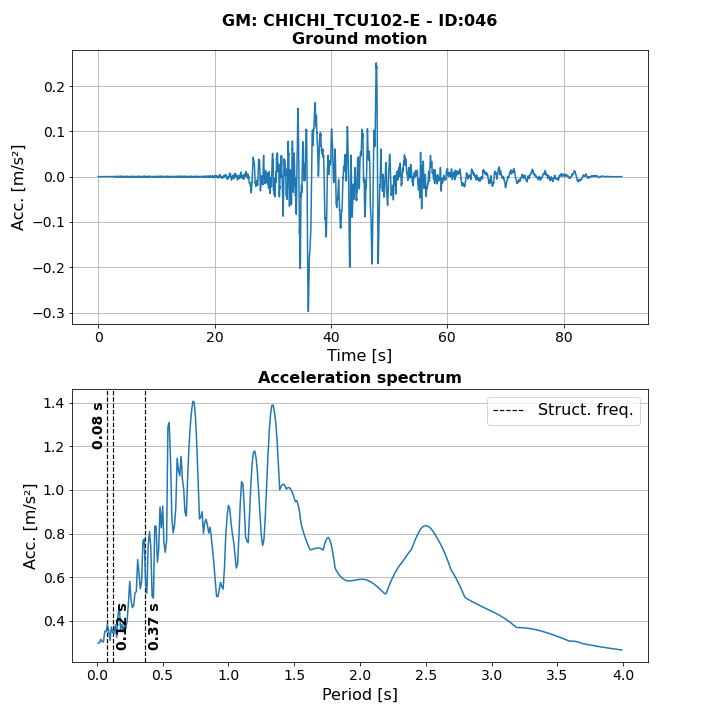 GM: CHICHI_TCU102-E - ID:046
Ground motion
Acc. [m/s²]
0.2
0.1
0.0
−0.1
−0.2
−0.3
0
20
40
60
80
Time [s]
Acceleration spectrum
Acc. [m/s²]
1.4
1.2
1.0
0.8
0.6
0.4
0.08 s
0.12 s
0.37 s
Struct. freq.
0.0
0.5
1.0
1.5
2.0
2.5
3.0
3.5
4.0
Period [s]